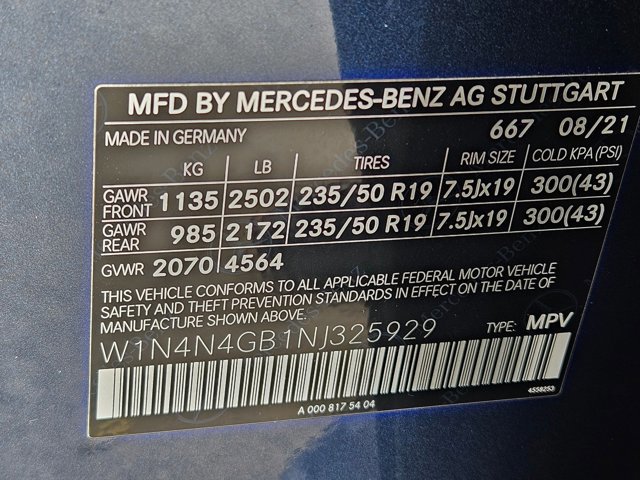 MFD BY MERCEDES-BENZ AG STUTTGART
MADE IN GERMANY 667 08/21
KG LB TIRES RIM SIZE COLD KPA (PSI)
GAWR FRONT 1135 2502 235/50 R19 7.5Jx19 300(43)
GAWR REAR 985 2172 235/50 R19 7.5Jx19 300(43)
GVWR 2070 4564
THIS VEHICLE CONFORMS TO ALL APPLICABLE FEDERAL MOTOR VEHICLE
SAFETY AND THEFT PREVENTION STANDARDS IN EFFECT ON THE DATE
OF MANUFACTURE SHOWN ABOVE.
W1N4N4GB1NJ325929 TYPE: MPV
4558253
A 000 817 54 04